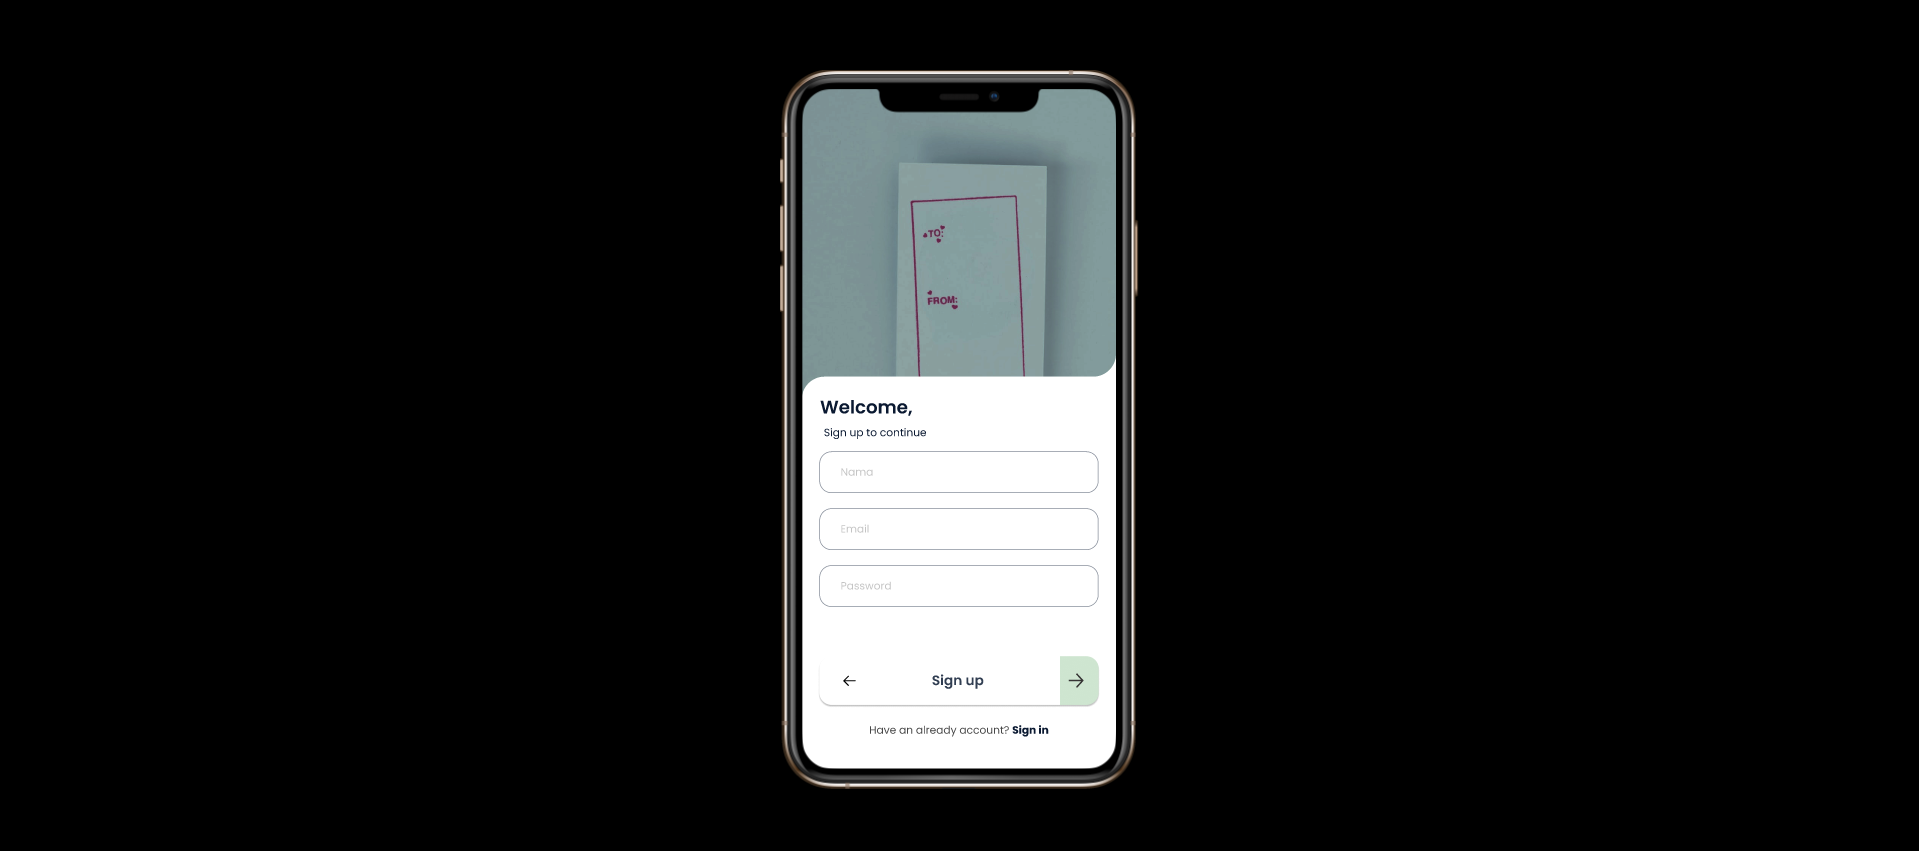 TO:
FROM:
Welcome,
Sign up to continue
Nama
Email
Password
Sign up
Have an already account? Sign in